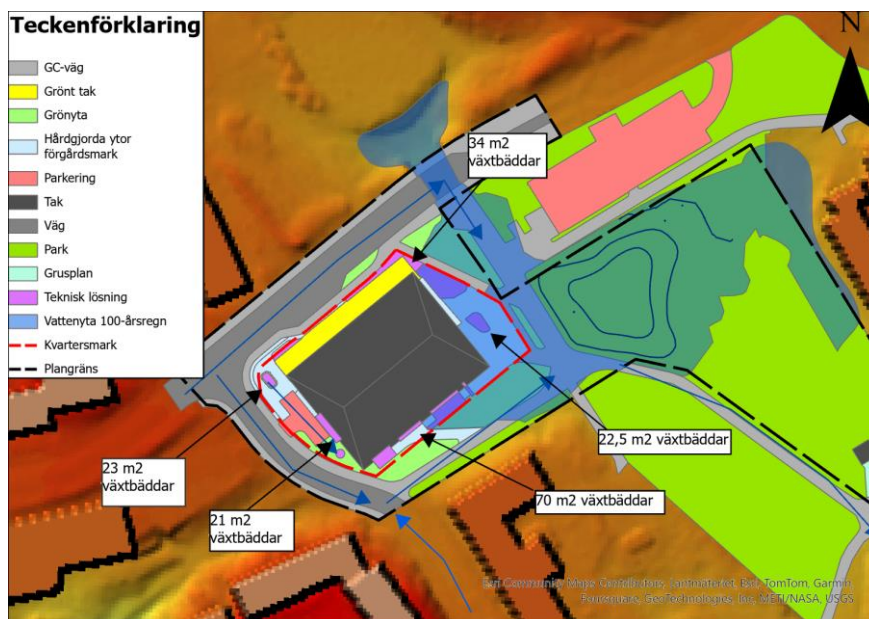 Teckenförklaring
GC-väg
Grönt tak
Grönyta
Hårdgjorda ytor
förgårdsmark
Parkering
Tak
Väg
Park
Grusplan
Teknisk lösning
Vattenyta 100-årsregn
Kvartersmark
Plangräns
N
34 m2
växtbäddar
22,5 m2 växtbäddar
23 m2
växtbäddar
21 m2
växtbäddar
70 m2 växtbäddar
Esri Community Maps Contributors, Lantmäteriet, Esri, TomTom, Garmin,
Foursquare, GeoTechnologies, Inc, METI/NASA, USGS